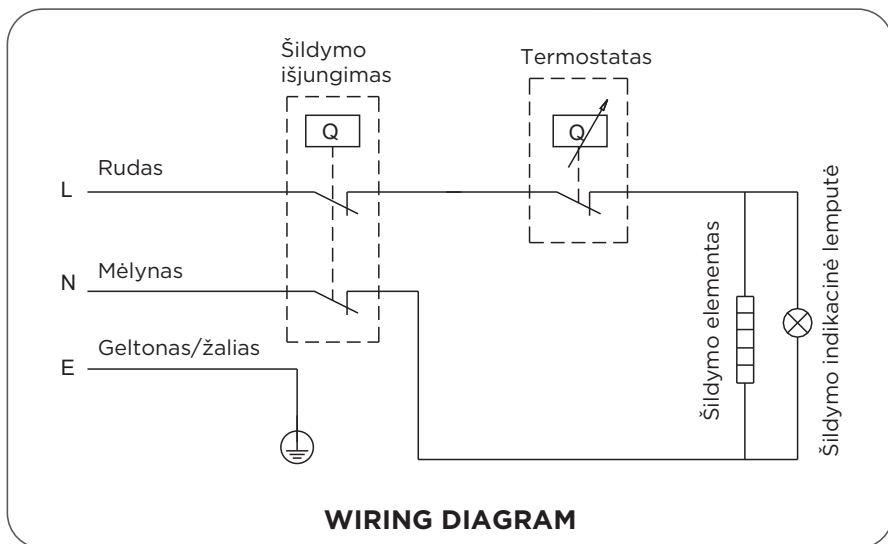 Šildymo
išjungimas
Termostatas
Q
Q
Rudas
L
Mėlynas
N
Geltonas/žalias
E
Šildymo elementas
Šildymo indikacinė lemputė
WIRING DIAGRAM